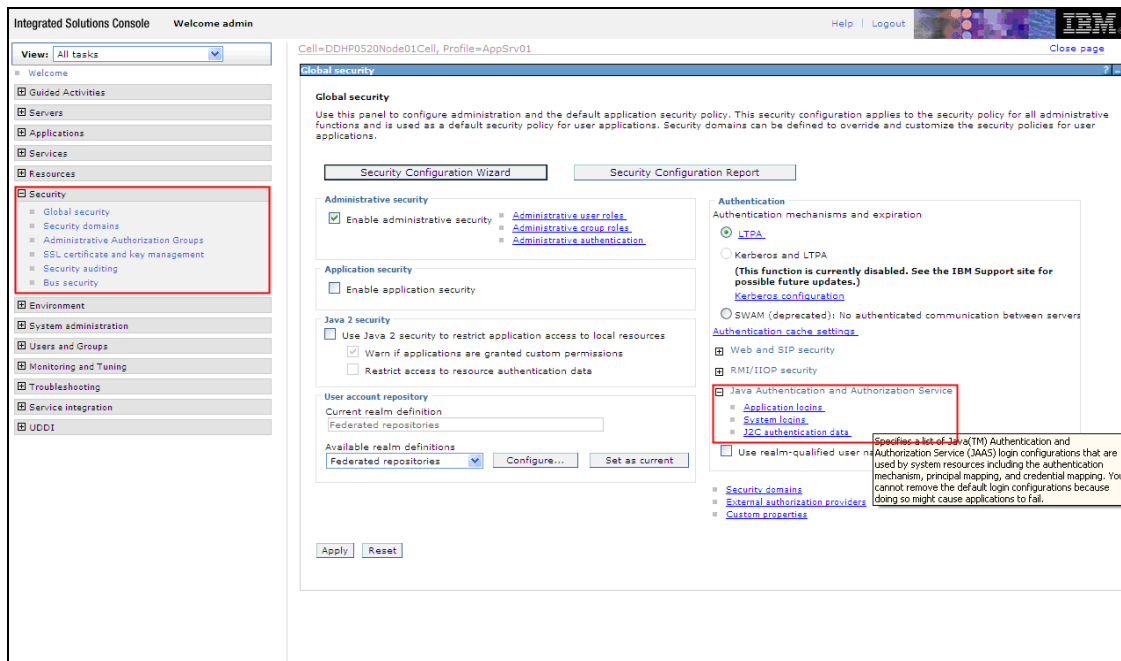 Integrated Solutions Console Welcome admin
Help | Logout
IBM
View: All tasks
Welcome
Guided Activities
Servers
Applications
Services
Resources
Security
Global security
Security domains
Administrative Authorization Groups
SSL certificate and key management
Security auditing
Bus security
Environment
System administration
Users and Groups
Monitoring and Tuning
Troubleshooting
Service integration
UDDI
Cell=DDHP0520Node01Cell, Profile=AppSrv01
Close page
Global security
? _
Global security
Use this panel to configure administration and the default application security policy. This security configuration applies to the security policy for all administrative
functions and is used as a default security policy for user applications. Security domains can be defined to override and customize the security policies for user
applications.
Security Configuration Wizard
Security Configuration Report
Administrative security
Enable administrative security
Administrative user roles
Administrative group roles
Administrative authentication
Application security
Enable application security
Java 2 security
Use Java 2 security to restrict application access to local resources
Warn if applications are granted custom permissions
Restrict access to resource authentication data
User account repository
Current realm definition
Federated repositories
Available realm definitions
Federated repositories
Configure...
Set as current
Apply
Reset
Authentication
Authentication mechanisms and expiration
LTPA
Kerberos and LTPA
(This function is currently disabled. See the IBM Support site for
possible future updates.)
Kerberos configuration
SWAM (deprecated): No authenticated communication between servers
Authentication cache settings
Web and SIP security
RMI/IIOP security
Java Authentication and Authorization Service
Application logins
System logins
J2C authentication data
Use realm-qualified user
Specifies a list of Java(TM) Authentication and
Authorization Service (JAAS) login configurations that are
used by system resources including the authentication
mechanism, principal mapping, and credential mapping. You
cannot remove the default login configurations because
doing so might cause applications to fail.
Security domains
External authorization providers
Custom properties